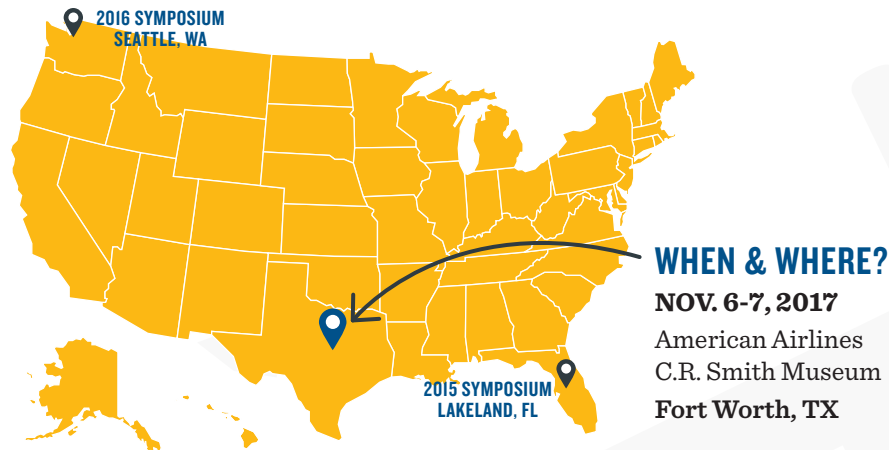 2016 SYMPOSIUM
SEATTLE, WA
WHEN & WHERE?
NOV. 6-7, 2017
American Airlines
C.R. Smith Museum
Fort Worth, TX
2015 SYMPOSIUM
LAKELAND, FL